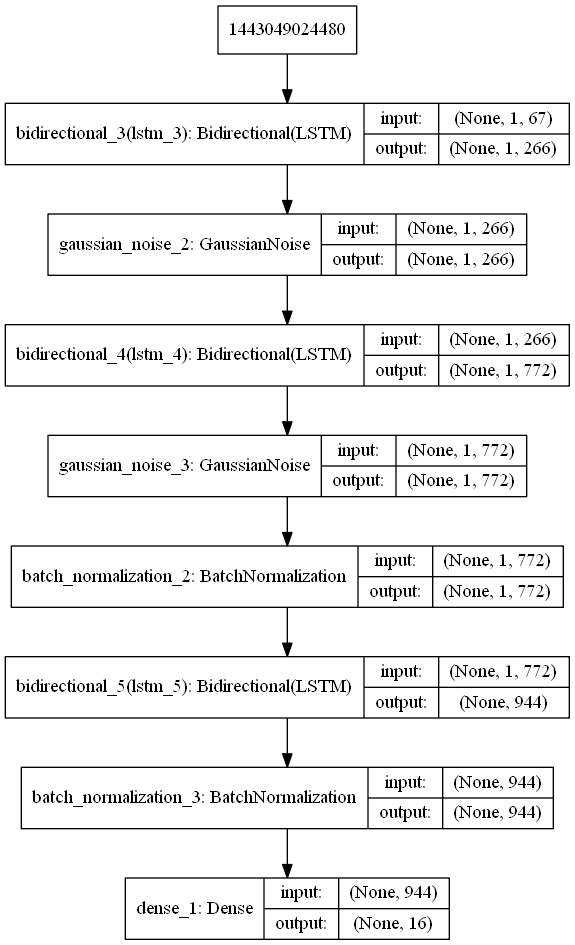 1443049024480
bidirectional_3(lstm_3): Bidirectional(LSTM)
input: (None, 1, 67)
output: (None, 1, 266)
gaussian_noise_2: GaussianNoise
input: (None, 1, 266)
output: (None, 1, 266)
bidirectional_4(lstm_4): Bidirectional(LSTM)
input: (None, 1, 266)
output: (None, 1, 772)
gaussian_noise_3: GaussianNoise
input: (None, 1, 772)
output: (None, 1, 772)
batch_normalization_2: BatchNormalization
input: (None, 1, 772)
output: (None, 1, 772)
bidirectional_5(lstm_5): Bidirectional(LSTM)
input: (None, 1, 772)
output: (None, 944)
batch_normalization_3: BatchNormalization
input: (None, 944)
output: (None, 944)
dense_1: Dense
input: (None, 944)
output: (None, 16)